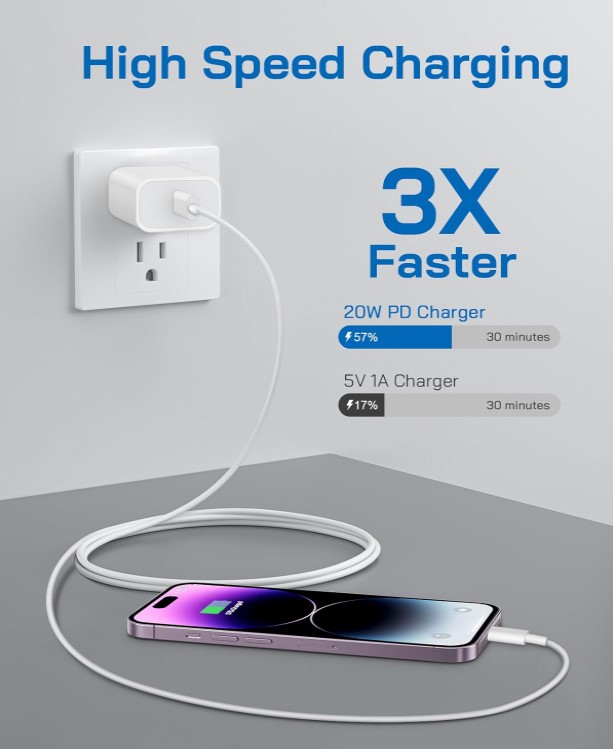 High Speed Charging
3X
Faster
20W PD Charger
57% 30 minutes
5V 1A Charger
17% 30 minutes